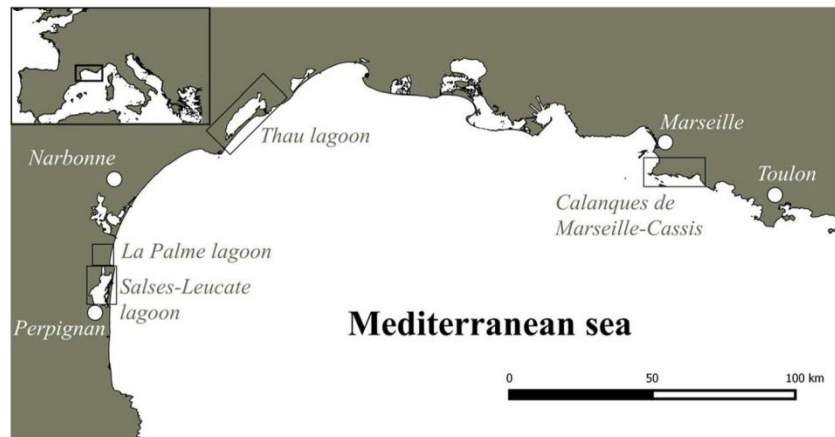 Thau lagoon
Marseille
Narbonne
Toulon
Calanques de
Marseille-Cassis
La Palme lagoon
Salses-Leucate
lagoon
Perpignan
Mediterranean sea
0 50 100 km